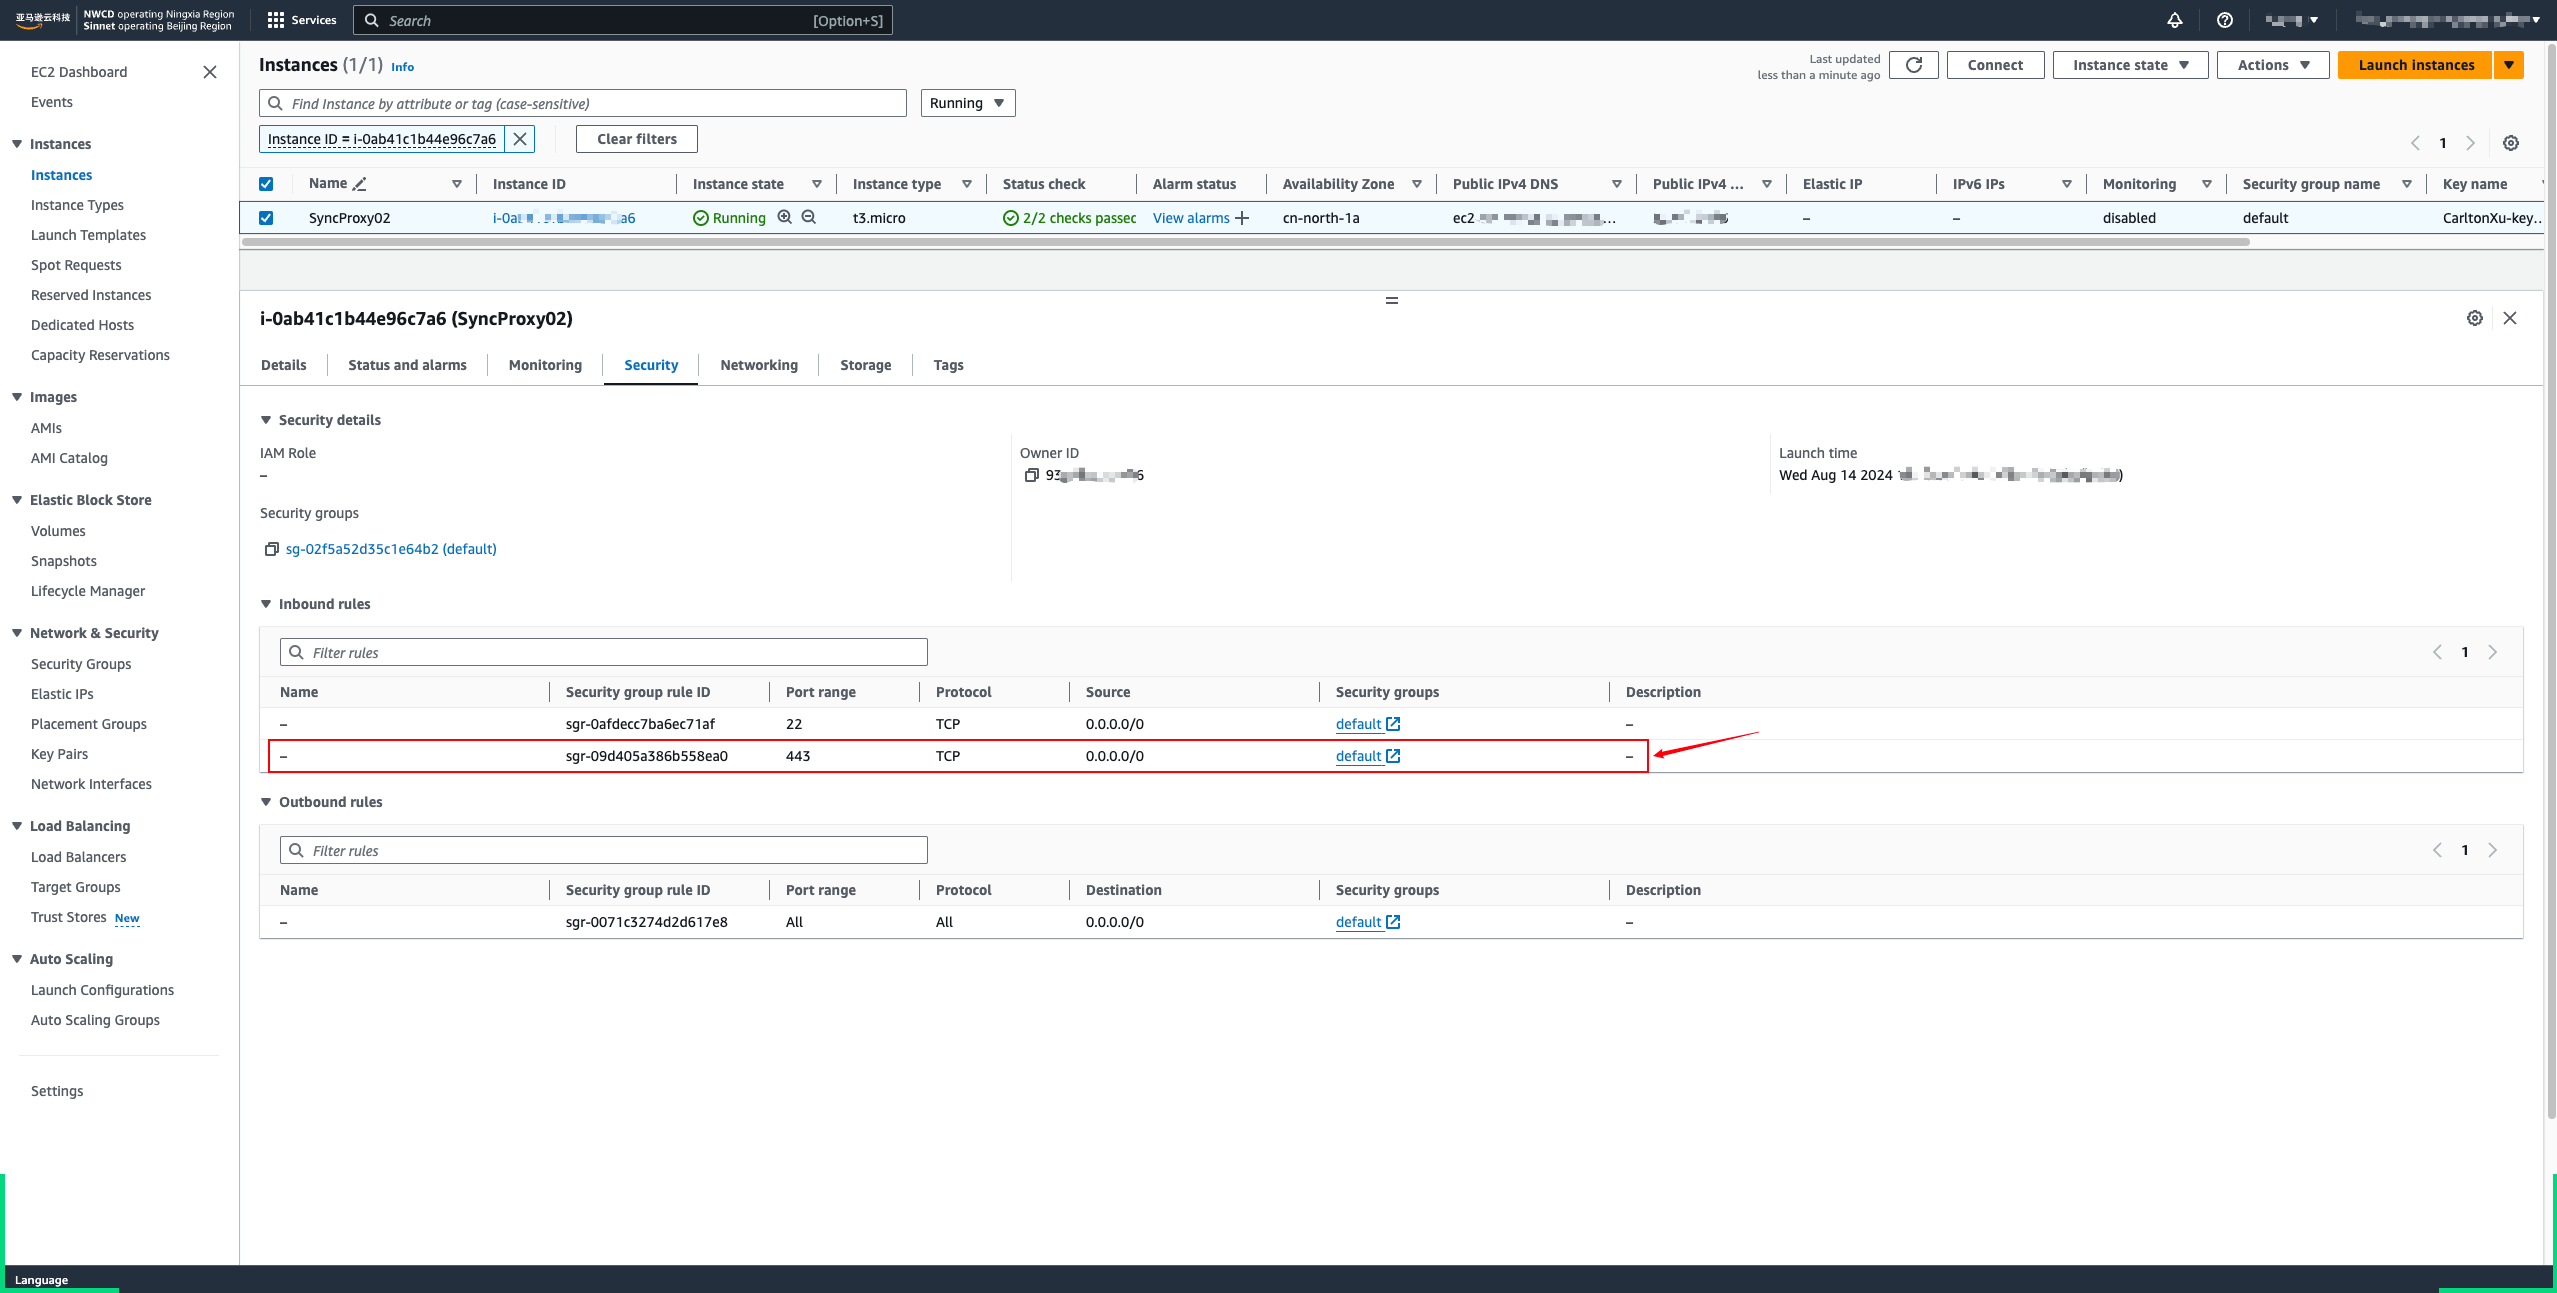 亚马逊云科技
NWCD operating Ningxia Region
Sinnet operating Beijing Region
Services
Search
[Option+S]
EC2 Dashboard
Events
Instances
Instances
Instance Types
Launch Templates
Spot Requests
Reserved Instances
Dedicated Hosts
Capacity Reservations
Images
AMIs
AMI Catalog
Elastic Block Store
Volumes
Snapshots
Lifecycle Manager
Network & Security
Security Groups
Elastic IPs
Placement Groups
Key Pairs
Network Interfaces
Load Balancing
Load Balancers
Target Groups
Trust Stores New
Auto Scaling
Launch Configurations
Auto Scaling Groups
Settings
Instances (1/1) Info
Last updated
less than a minute ago
Connect
Instance state
Actions
Launch instances
Find Instance by attribute or tag (case-sensitive)
Running
Instance ID = i-0ab41c1b44e96c7a6
Clear filters
1
Name Instance ID Instance state Instance type Status check Alarm status Availability Zone Public IPv4 DNS Public IPv4 ... Elastic IP IPv6 IPs Monitoring Security group name Key name
SyncProxy02 Running t3.micro 2/2 checks passec View alarms cn-north-1a ec2 ... – – disabled default CarltonXu-key...
i-0ab41c1b44e96c7a6 (SyncProxy02)
Details Status and alarms Monitoring Security Networking Storage Tags
Security details
IAM Role
–
Owner ID
Launch time
Wed Aug 14 2024
Security groups
sg-02f5a52d35c1e64b2 (default)
Inbound rules
Filter rules
1
Name Security group rule ID Port range Protocol Source Security groups Description
– sgr-0afdecc7ba6ec71af 22 TCP 0.0.0.0/0 default –
– sgr-09d405a386b558ea0 443 TCP 0.0.0.0/0 default –
Outbound rules
Filter rules
1
Name Security group rule ID Port range Protocol Destination Security groups Description
– sgr-0071c3274d2d617e8 All All 0.0.0.0/0 default –
Language